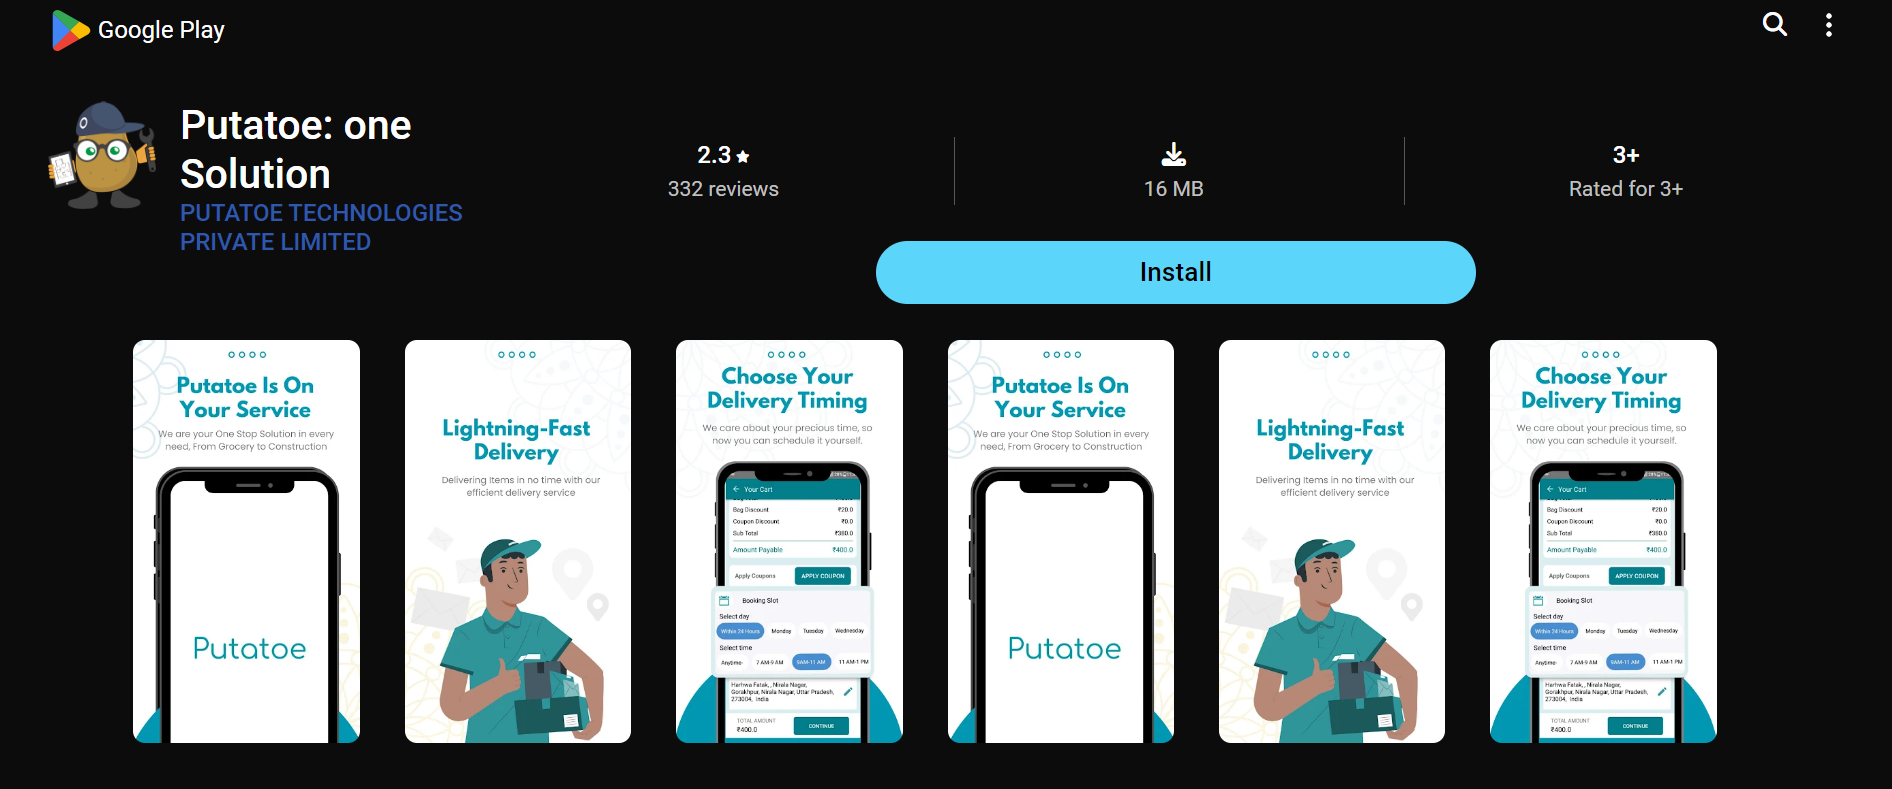 Google Play
Putatoe: one
Solution
PUTATOE TECHNOLOGIES
PRIVATE LIMITED
2.3
332 reviews
16 MB
3+
Rated for 3+
Install
Putatoe Is On
Your Service
We are your One Stop Solution in every
need, From Grocery to Construction
Putatoe
Lightning-Fast
Delivery
Delivering Items in no time with our
efficient delivery service
Choose Your
Delivery Timing
We care about your precious time, so
now you can schedule it yourself.
Your Cart
Bag Discount ₹20.0
Coupon Discount ₹0.0
Sub Total ₹380.0
Amount Payable ₹400.0
Apply Coupons APPLY COUPON
Booking Slot
Select day
Within 24 Hours Monday Tuesday Wednesday
Select time
Anytime 7 AM-9 AM 9AM-11 AM 11 AM-1 PM
Harhwa Fatak,, Nirala Nagar,
Gorakhpur, Nirala Nagar, Uttar Pradesh,
273004, India
TOTAL AMOUNT
₹400.0
CONTINUE
Putatoe Is On
Your Service
We are your One Stop Solution in every
need, From Grocery to Construction
Putatoe
Lightning-Fast
Delivery
Delivering Items in no time with our
efficient delivery service
Choose Your
Delivery Timing
We care about your precious time, so
now you can schedule it yourself.
Your Cart
Bag Discount ₹20.0
Coupon Discount ₹0.0
Sub Total ₹380.0
Amount Payable ₹400.0
Apply Coupons APPLY COUPON
Booking Slot
Select day
Within 24 Hours Monday Tuesday Wednesday
Select time
Anytime 7 AM-9 AM 9AM-11 AM 11 AM-1 PM
Harhwa Fatak,, Nirala Nagar,
Gorakhpur, Nirala Nagar, Uttar Pradesh,
273004, India
TOTAL AMOUNT
₹400.0
CONTINUE